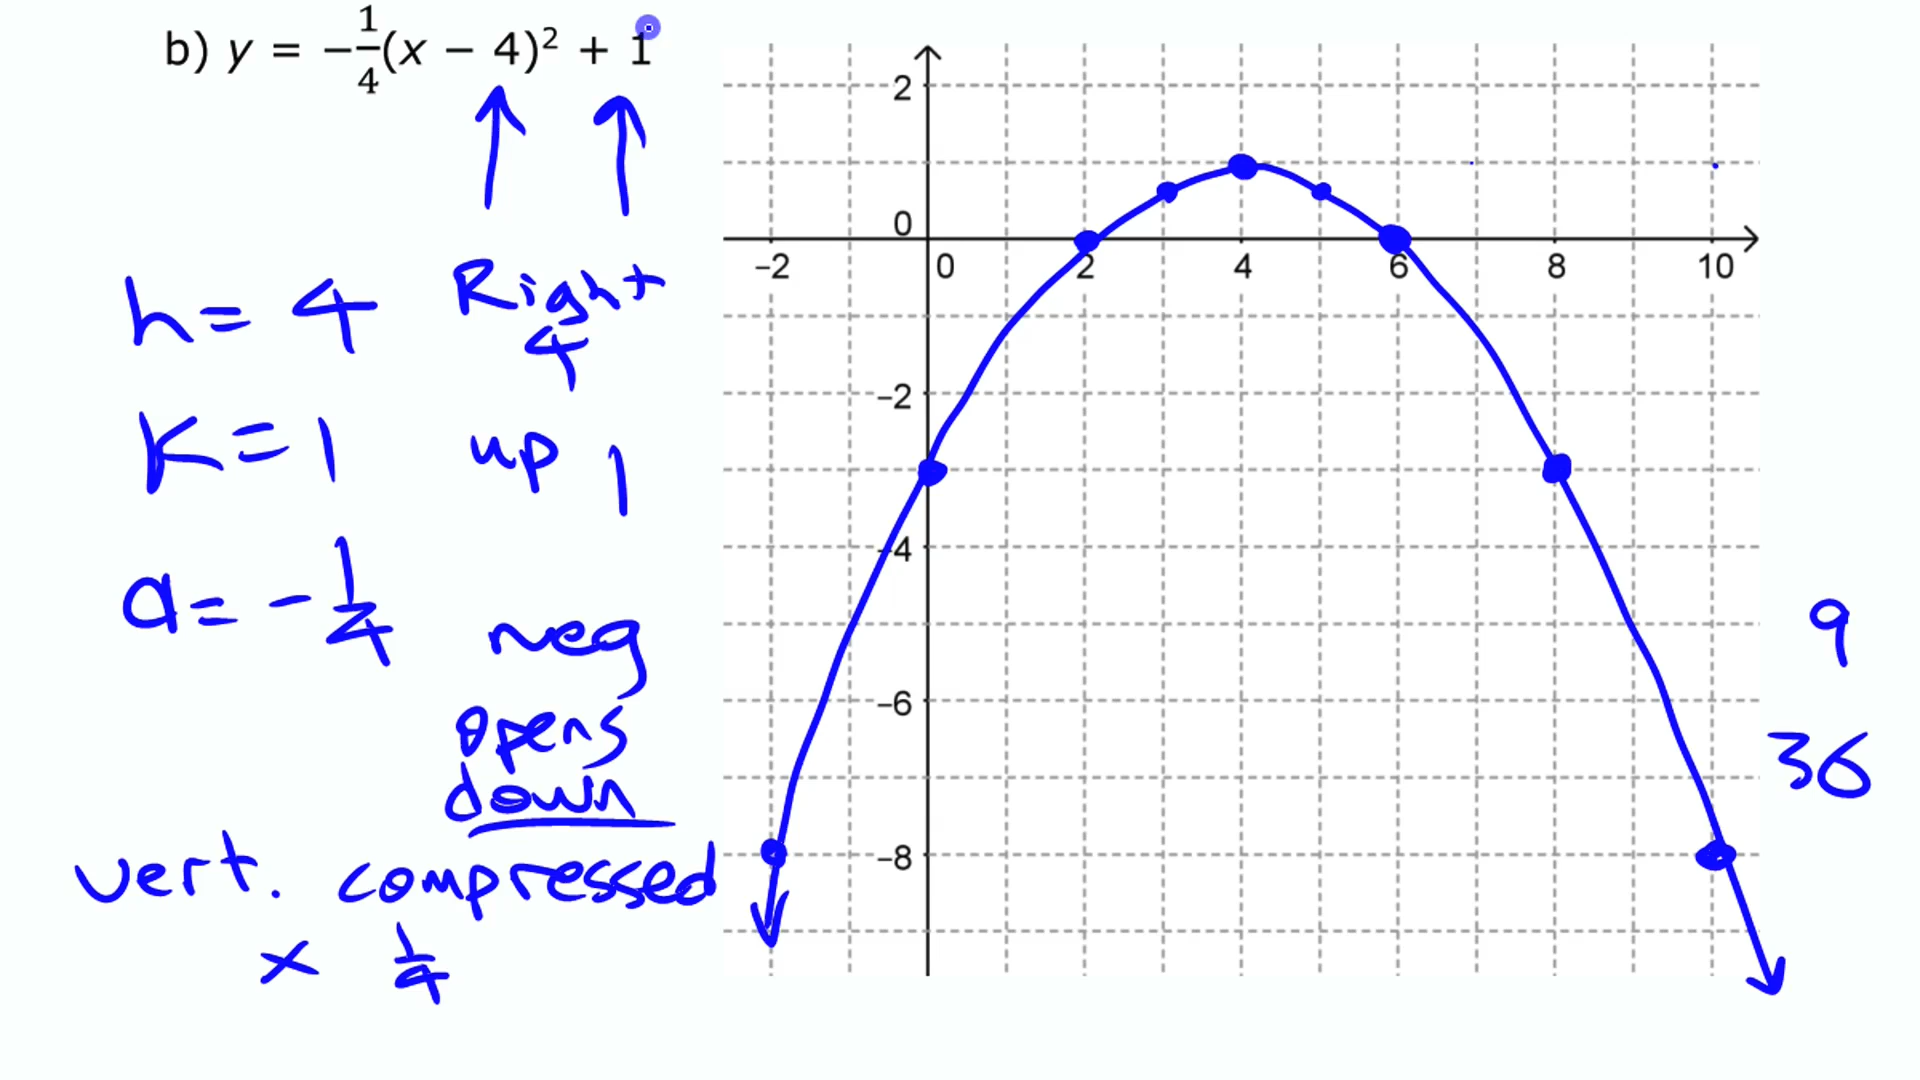 b) y = −1/4(x − 4)² + 1
h = 4 Right 4
K = 1 up 1
a = - 1/4 neg
opens
down
vert. compressed
x 1/4
2
0
−2 0 2 4 6 8 10
−2
−4
−6
−8
9
36